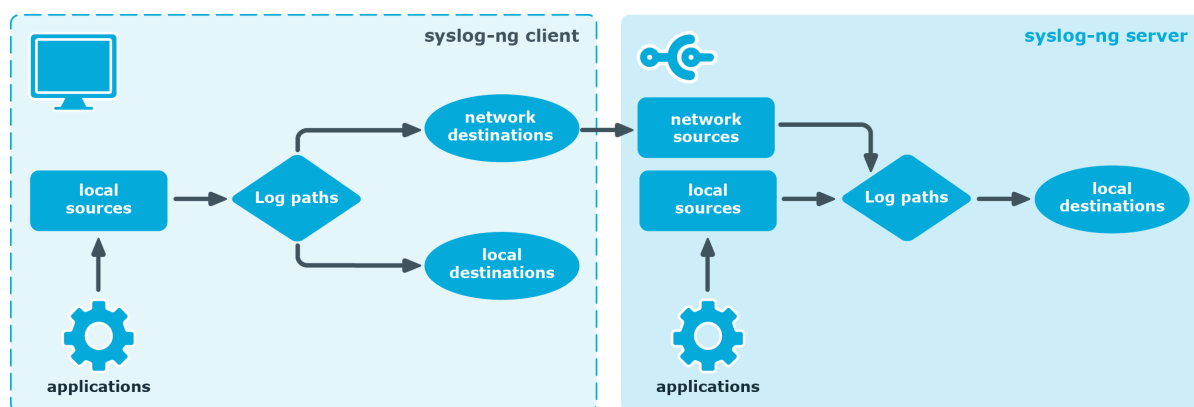 syslog-ng client
network
destinations
local
sources
Log paths
local
destinations
applications
syslog-ng server
network
sources
local
sources
Log paths
local
destinations
applications